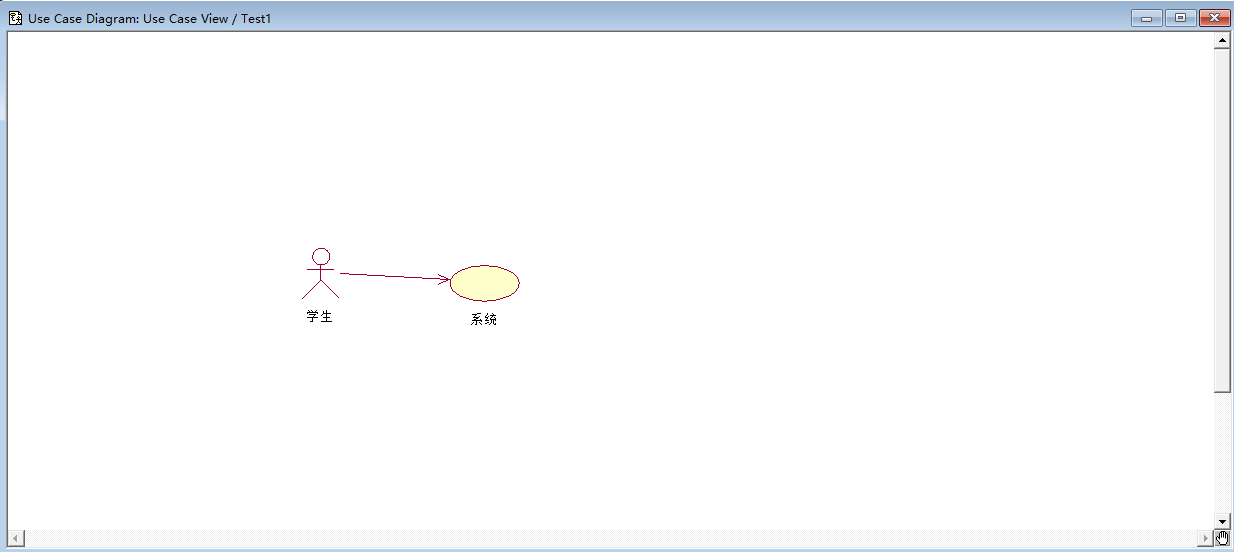 Use Case Diagram: Use Case View / Test1
学生
系统